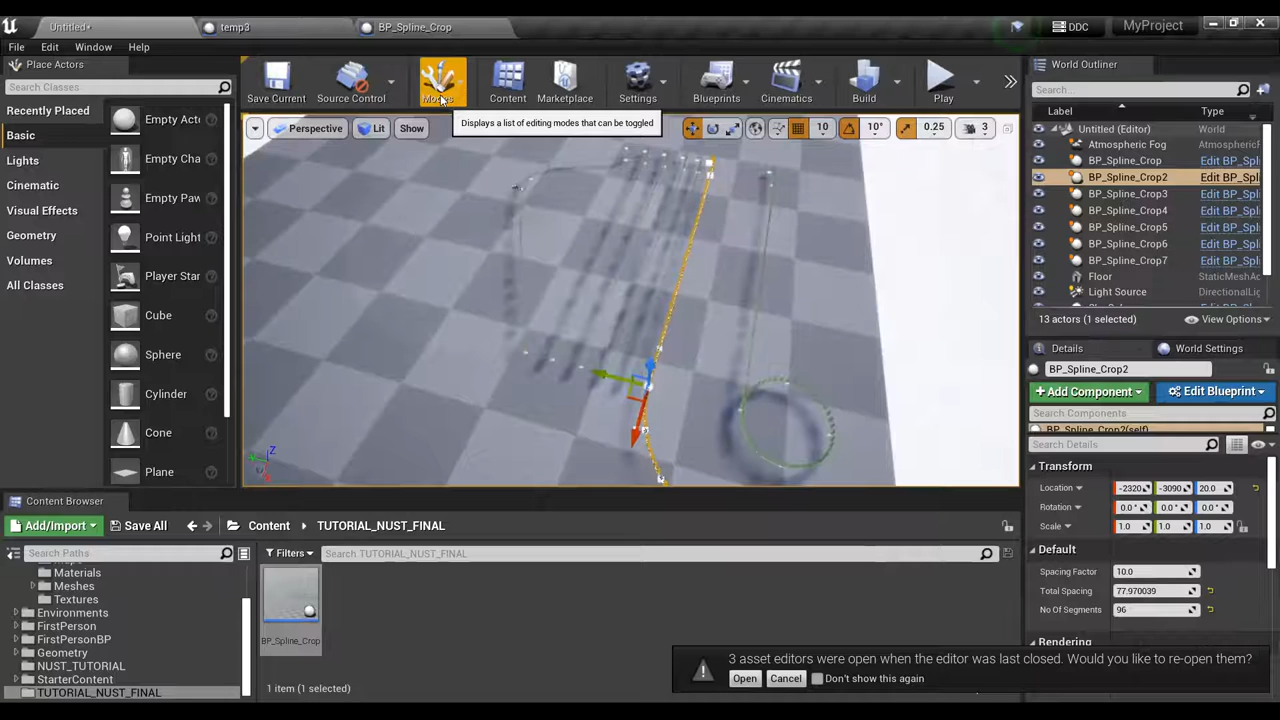 Untitled•
temp3
BP_Spline_Crop
DDC
MyProject
File
Edit
Window
Help
Place Actors
Search Classes
Recently Placed
Basic
Lights
Cinematic
Visual Effects
Geometry
Volumes
All Classes
Empty Acto
Empty Cha
Empty Paw
Point Light
Player Star
Cube
Sphere
Cylinder
Cone
Plane
Save Current
Source Control
Modes
Content
Marketplace
Settings
Blueprints
Cinematics
Build
Play
Displays a list of editing modes that can be toggled
Perspective
Lit
Show
10
10°
0.25
3
Z
World Outliner
Search...
Label
Type
Untitled (Editor)
World
Atmospheric Fog
AtmosphericF
BP_Spline_Crop
Edit BP_Spl
BP_Spline_Crop2
Edit BP_Spl
BP_Spline_Crop3
Edit BP_Spl
BP_Spline_Crop4
Edit BP_Spl
BP_Spline_Crop5
Edit BP_Spl
BP_Spline_Crop6
Edit BP_Spl
BP_Spline_Crop7
Edit BP_Spl
Floor
StaticMeshAc
Light Source
DirectionalLig
13 actors (1 selected)
View Options
Details
World Settings
BP_Spline_Crop2
Add Component
Edit Blueprint
Search Components
BP_Spline_Crop2(self)
Search Details
Transform
Location
-2320
-3090
20.0
Rotation
0.0°
0.0°
0.0°
Scale
1.0
1.0
1.0
Default
Spacing Factor
10.0
Total Spacing
77.970039
No Of Segments
96
Rendering
Content Browser
Add/Import
Save All
Content
TUTORIAL_NUST_FINAL
Search Paths
Filters
Search TUTORIAL_NUST_FINAL
Materials
Meshes
Textures
Environments
FirstPerson
FirstPersonBP
Geometry
NUST_TUTORIAL
StarterContent
TUTORIAL_NUST_FINAL
BP_Spline_Crop
1 item (1 selected)
3 asset editors were open when the editor was last closed. Would you like to re-open them?
Open
Cancel
Don't show this again